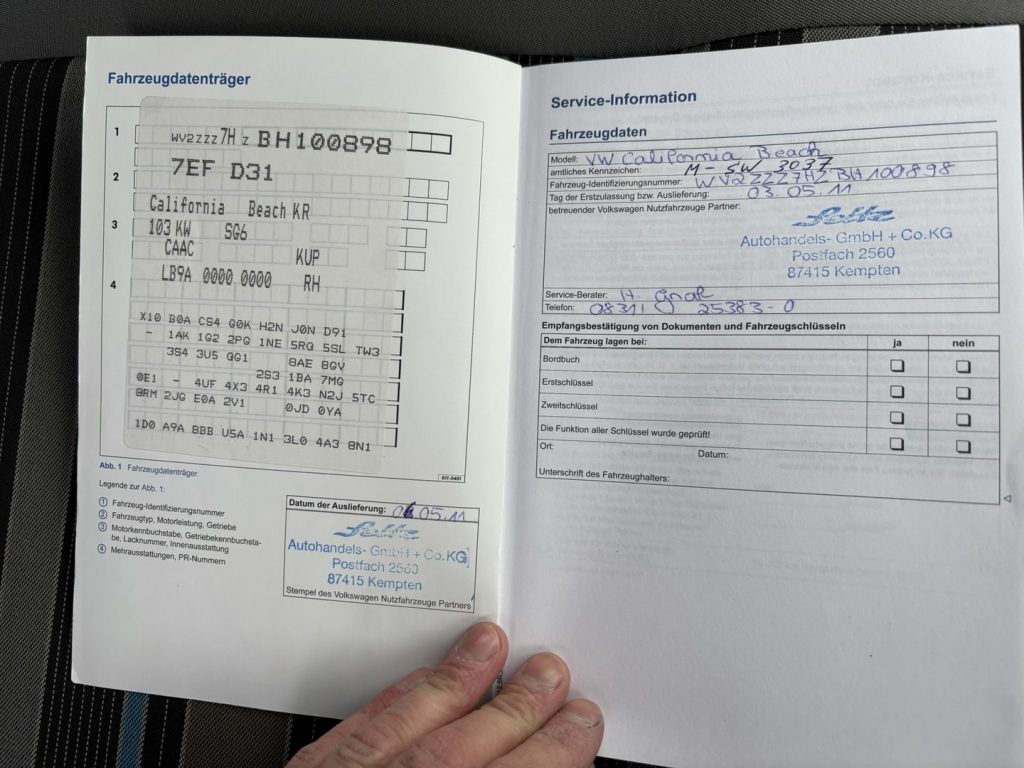 Fahrzeugdatenträger
1
WV2ZZZ7HZBH100898
7EF D31
2
California Beach KR
3
103 KW SG6
CAAC KUP
4
LB9A 0000 0000 RH
X10 B0A CS4 G0K H2N J0N D91
- 1AK 1G2 2PG 1NE 5RQ 5SL TW3
3S4 3U5 QG1 8AE 8GV
2S3 1BA 7MG
0E1 - 4UF 4X3 4R1 4K3 N2J 5TC
8RM 2JG E0A 2V1 0JD 0YA
1D0 A9A BBB U5A 1N1 3L0 4A3 8N1
B1T-0401
Abb. 1 Fahrzeugdatenträger.
Legende zur Abb. 1:
① Fahrzeug-Identifizierungsnummer
② Fahrzeugtyp, Motorleistung, Getriebe
③ Motorkennbuchstabe, Getriebekennbuchsta-
be, Lacknummer, Innenausstattung
④ Mehrausstattungen, PR-Nummern
Datum der Auslieferung: 05.11
Autohandels- GmbH + Co.KG
Postfach 2560
87415 Kempten
Stempel des Volkswagen Nutzfahrzeuge Partners
Service-Information
Fahrzeugdaten
Modell: VW California Beach
amtliches Kennzeichen: M-SW 3037
Fahrzeug-Identifizierungsnummer: WV2ZZZ7HZBH100898
Tag der Erstzulassung bzw. Auslieferung: 03.05.11
betreuender Volkswagen Nutzfahrzeuge Partner:
Autohandels- GmbH + Co.KG
Postfach 2560
87415 Kempten
Service-Berater: H.
Telefon: 0831/ 25383-0
Empfangsbestätigung von Dokumenten und Fahrzeugschlüsseln
Dem Fahrzeug lagen bei: ja nein
Bordbuch
Erstschlüssel
Zweitschlüssel
Die Funktion aller Schlüssel wurde geprüft!
Ort: Datum:
Unterschrift des Fahrzeughalters: